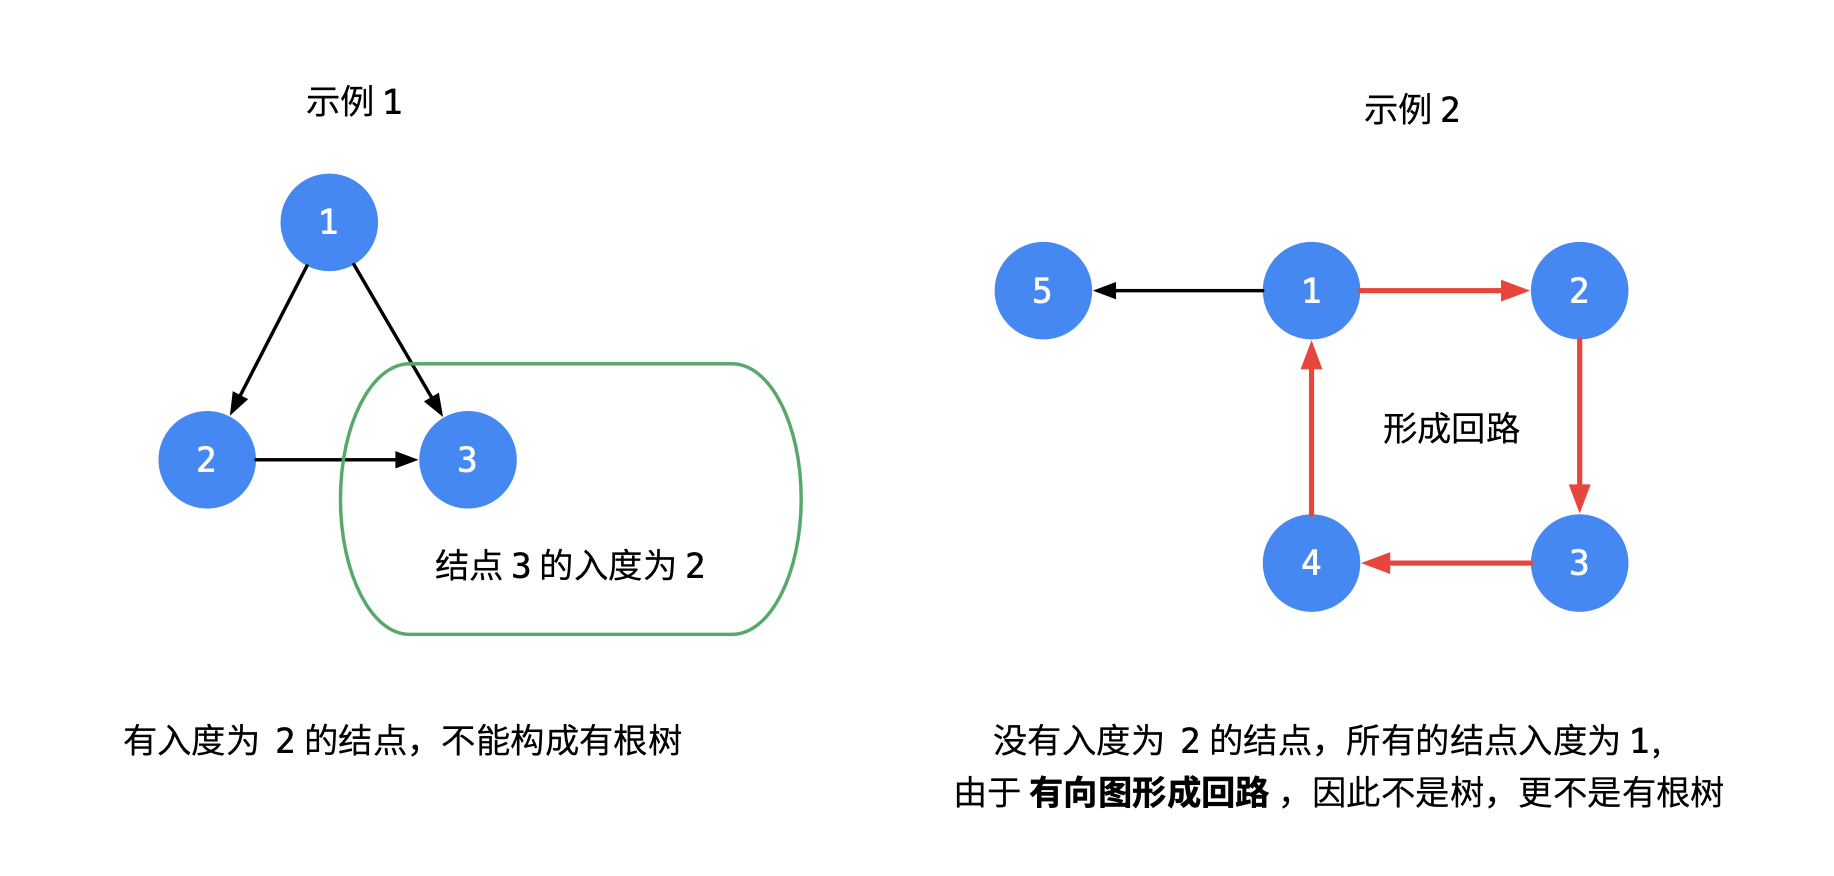 示例 1
1
2
3
结点 3 的入度为 2
有入度为 2 的结点，不能构成有根树
示例 2
5
1
2
形成回路
4
3
没有入度为 2 的结点，所有的结点入度为 1，
由于 有向图形成回路 ，因此不是树，更不是有根树